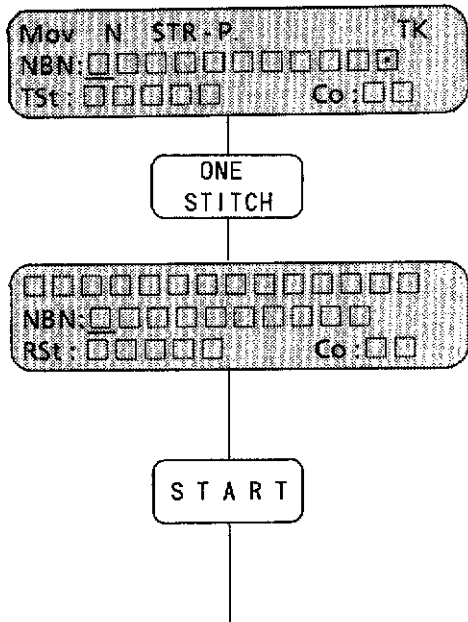 Mov N STR-P. TK
NBN:□□□□□□□□□□⊡
TSt: □□□□□ Co:□□
ONE
STITCH
□□□□□□□□□□□□□□
NBN:□□□□□□□□□□
RSt: □□□□□ Co:□□
START